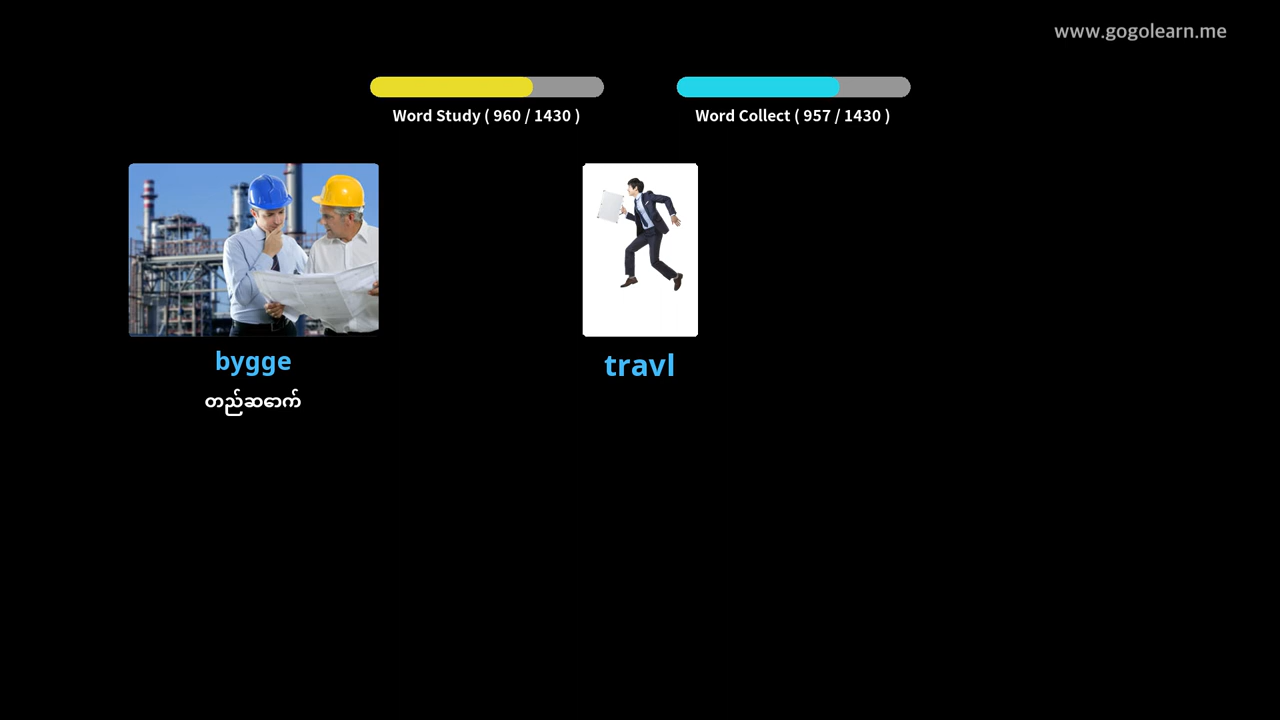 www.gogolearn.me
Word Study ( 960 / 1430 )
Word Collect ( 957 / 1430 )
bygge
တည်ဆောက်
travl